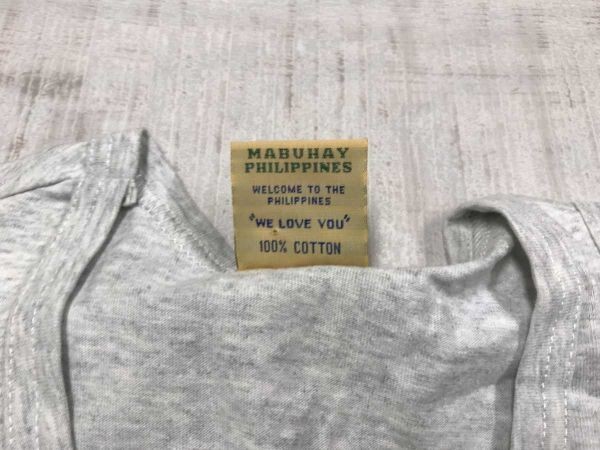 MABUHAY
PHILIPPINES
WELCOME TO THE
PHILIPPINES
"WE LOVE YOU"
100% COTTON